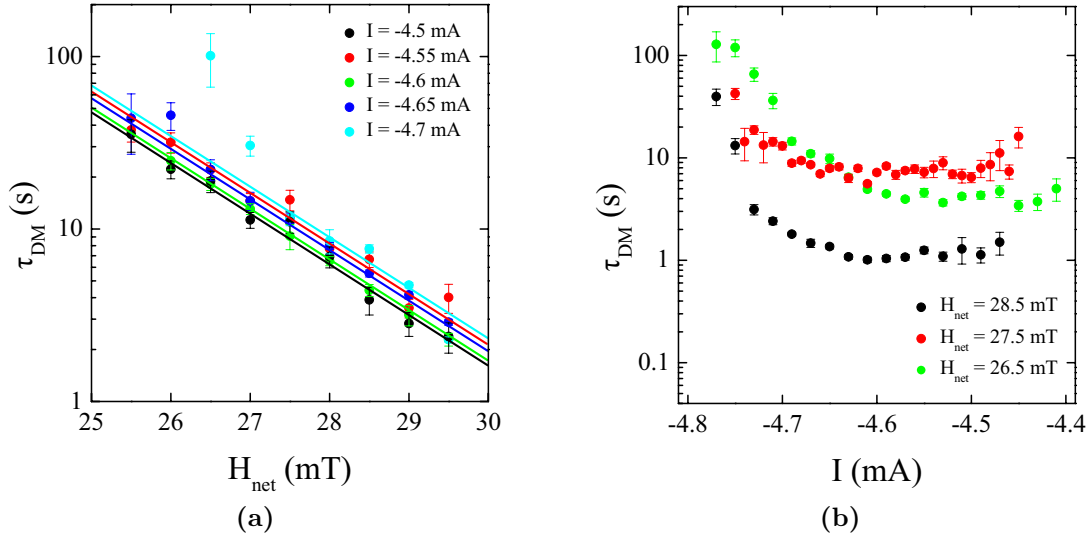 I = -4.5 mA
I = -4.55 mA
I = -4.6 mA
I = -4.65 mA
I = -4.7 mA
100
10
1
τDM (s)
25 26 27 28 29 30
Hnet (mT)
(a)
100
10
1
0.1
τDM (s)
Hnet = 28.5 mT
Hnet = 27.5 mT
Hnet = 26.5 mT
-4.8 -4.7 -4.6 -4.5 -4.4
I (mA)
(b)